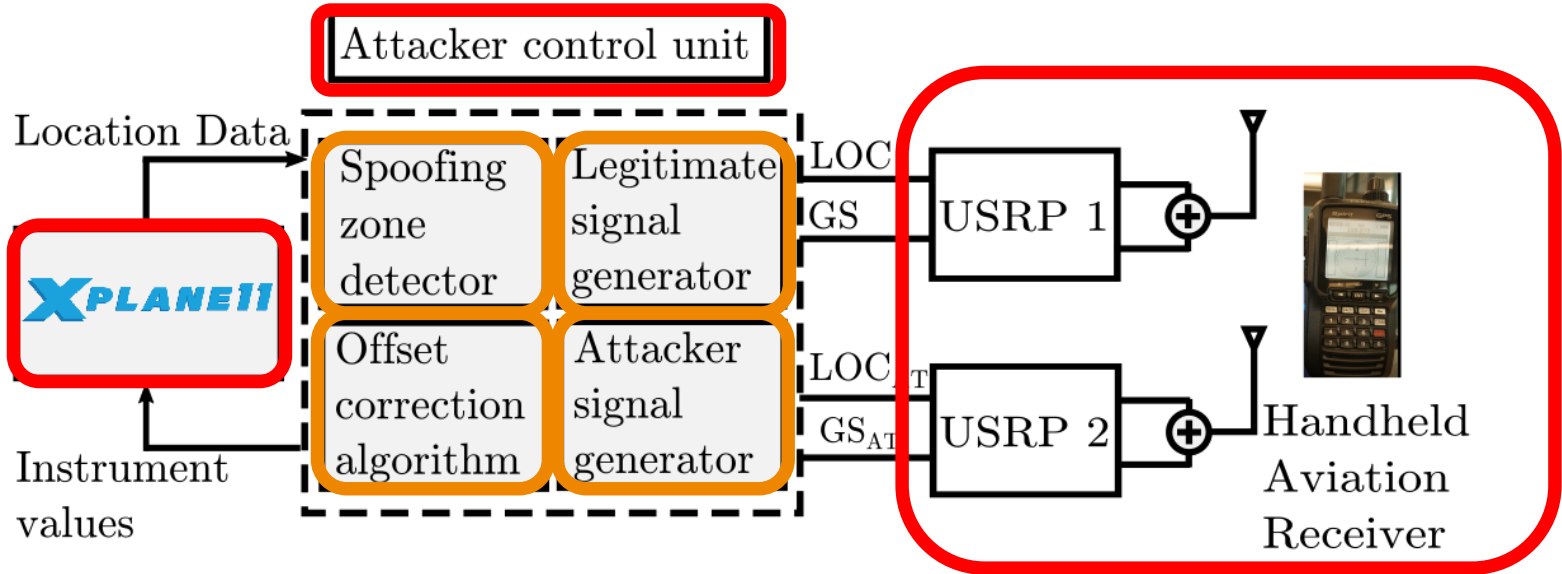 Attacker control unit
Location Data
XPLANE11
Instrument
values
Spoofing
zone
detector
Legitimate
signal
generator
Offset
correction
algorithm
Attacker
signal
generator
LOC
GS
LOC_AT
GS_AT
USRP 1
USRP 2
Handheld
Aviation
Receiver